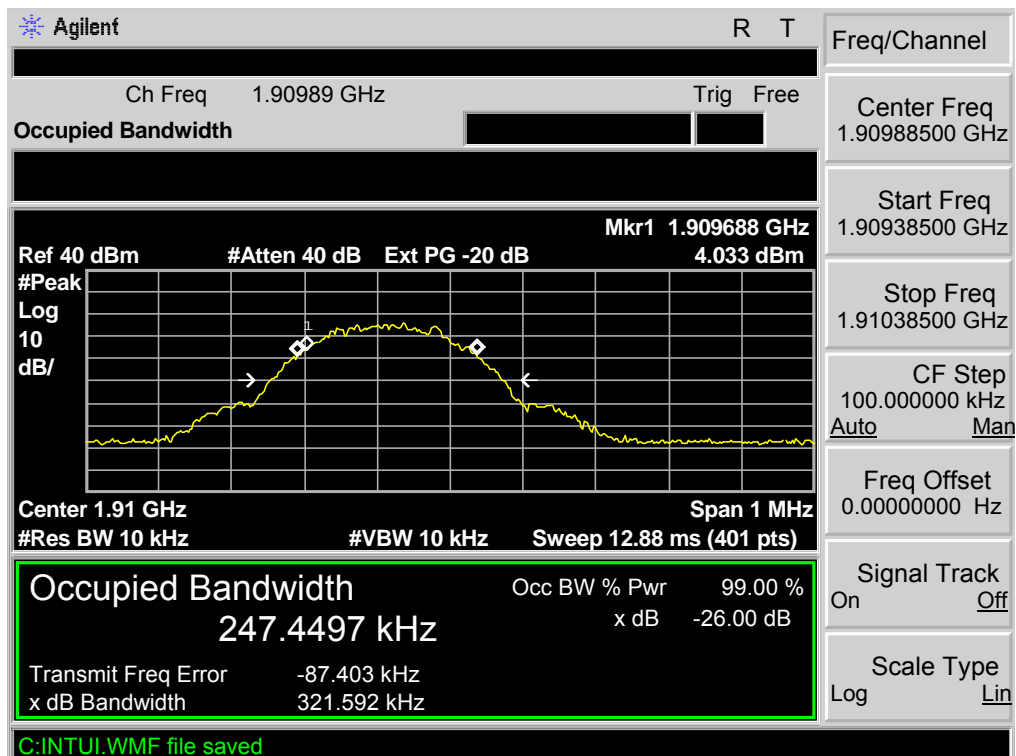 Agilent R T
Ch Freq 1.90989 GHz Trig Free
Occupied Bandwidth
Mkr1 1.909688 GHz
Ref 40 dBm #Atten 40 dB Ext PG -20 dB 4.033 dBm
#Peak
Log
10
dB/
1
Center 1.91 GHz Span 1 MHz
#Res BW 10 kHz #VBW 10 kHz Sweep 12.88 ms (401 pts)
Occupied Bandwidth Occ BW % Pwr 99.00 %
247.4497 kHz x dB -26.00 dB
Transmit Freq Error -87.403 kHz
x dB Bandwidth 321.592 kHz
C:INTUI.WMF file saved
Freq/Channel
Center Freq
1.90988500 GHz
Start Freq
1.90938500 GHz
Stop Freq
1.91038500 GHz
CF Step
100.000000 kHz
Auto Man
Freq Offset
0.00000000 Hz
Signal Track
On Off
Scale Type
Log Lin